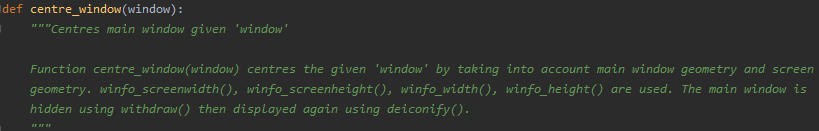 def centre_window(window):
"""Centres main window given 'window'
Function centre_window(window) centres the given 'window' by taking into account main window geometry and screen
geometry. winfo_screenwidth(), winfo_screenheight(), winfo_width(), winfo_height() are used. The main window is
hidden using withdraw() then displayed again using deiconify().
"""